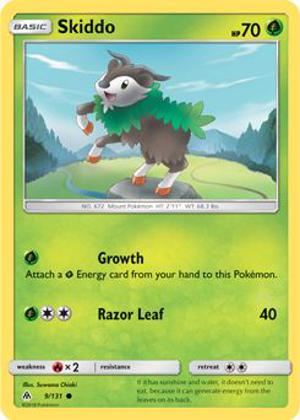 BASIC Skiddo HP70
NO. 672 Mount Pokémon HT: 2'11" WT: 68.3 lbs
Growth
Attach a Energy card from your hand to this Pokémon.
Razor Leaf 40
weakness ×2 resistance retreat
Illus. Suwama Chiaki
9/131
If it has sunshine and water, it doesn't need to
eat, because it can generate energy from the
leaves on its back.
©2018 Pokémon